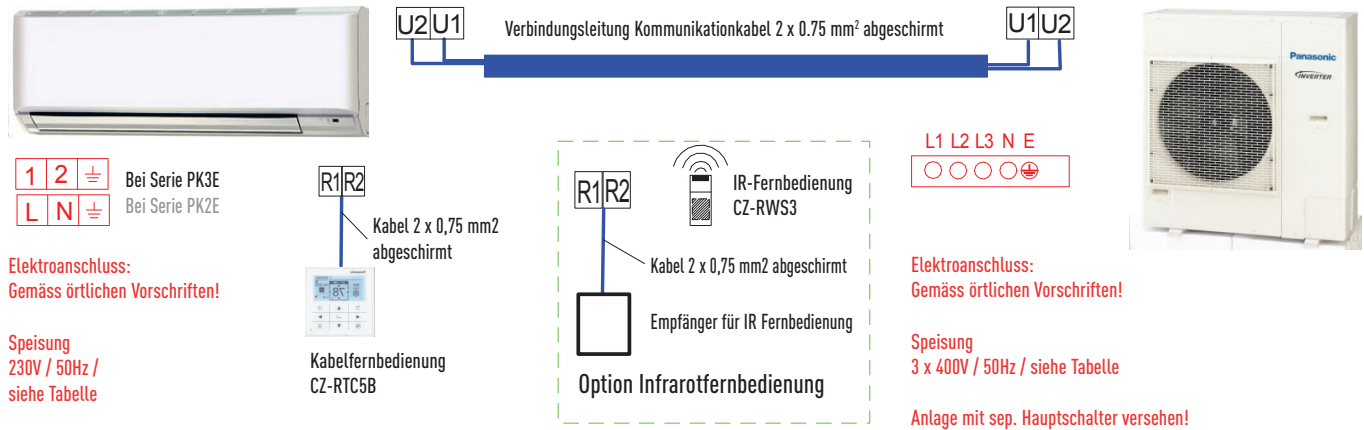 U2 U1
Verbindungsleitung Kommunikationkabel 2 x 0.75 mm² abgeschirmt
U1 U2
Panasonic
INVERTER
1 2
Bei Serie PK3E
L N
Bei Serie PK2E
Elektroanschluss:
Gemäss örtlichen Vorschriften!
Speisung
230V / 50Hz /
siehe Tabelle
R1 R2
Kabel 2 x 0,75 mm2
abgeschirmt
Kabelfernbedienung
CZ-RTC5B
R1 R2
IR-Fernbedienung
CZ-RWS3
Kabel 2 x 0,75 mm2 abgeschirmt
Empfänger für IR Fernbedienung
Option Infrarotfernbedienung
L1 L2 L3 N E
Elektroanschluss:
Gemäss örtlichen Vorschriften!
Speisung
3 x 400V / 50Hz / siehe Tabelle
Anlage mit sep. Hauptschalter versehen!